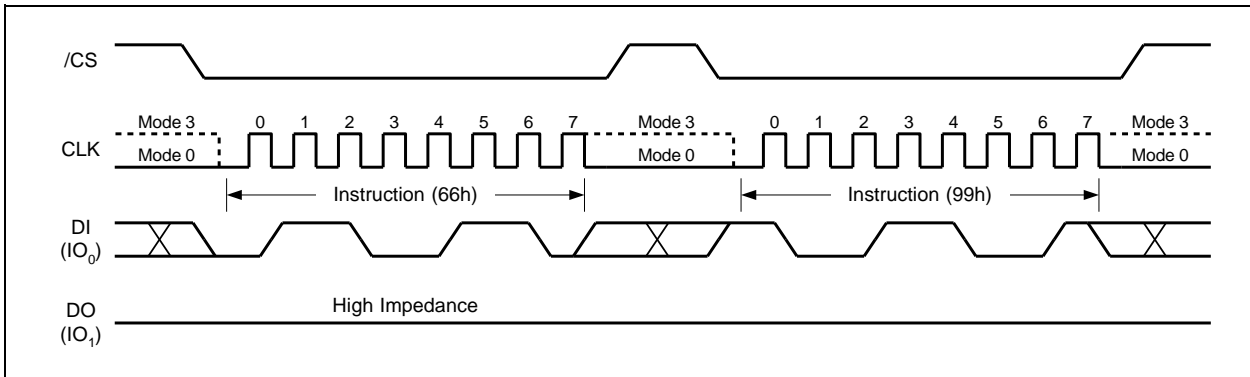 /CS
Mode 3 0 1 2 3 4 5 6 7 Mode 3 0 1 2 3 4 5 6 7 Mode 3
CLK
Mode 0 Mode 0 Mode 0
Instruction (66h) Instruction (99h)
DI
(IO0)
High Impedance
DO
(IO1)